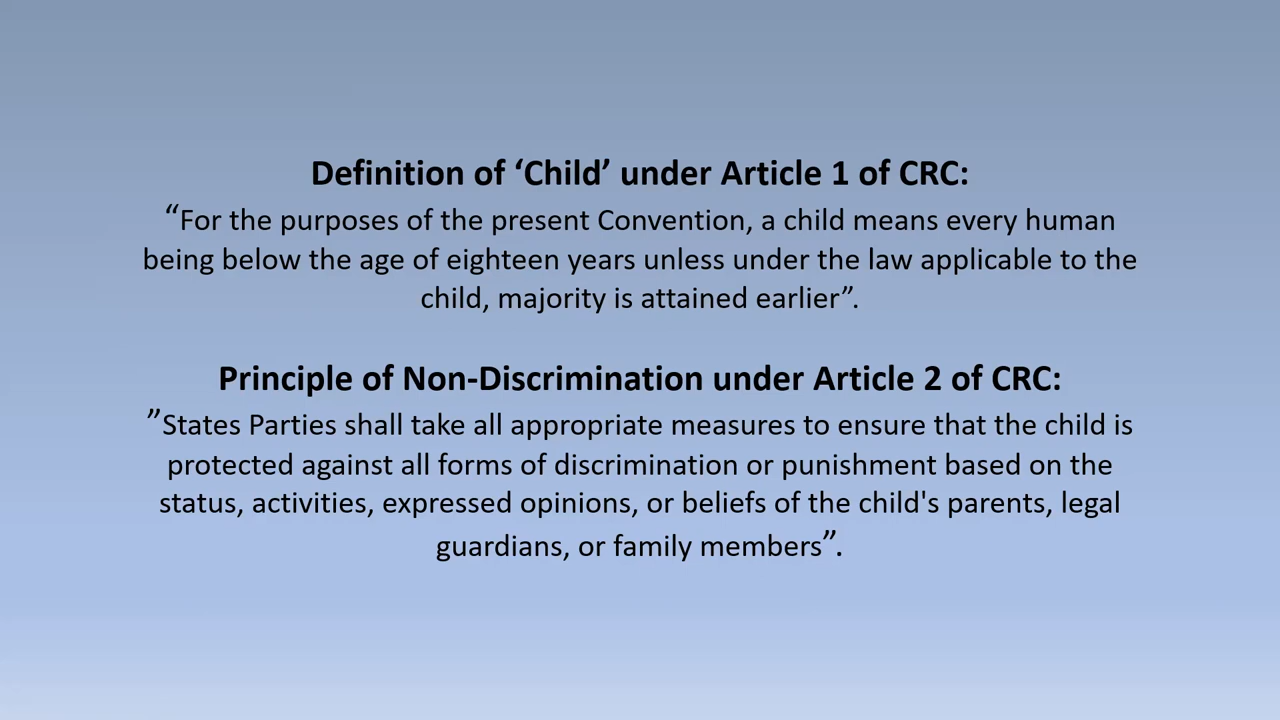 Definition of ‘Child’ under Article 1 of CRC:
“For the purposes of the present Convention, a child means every human
being below the age of eighteen years unless under the law applicable to the
child, majority is attained earlier”.
Principle of Non-Discrimination under Article 2 of CRC:
”States Parties shall take all appropriate measures to ensure that the child is
protected against all forms of discrimination or punishment based on the
status, activities, expressed opinions, or beliefs of the child's parents, legal
guardians, or family members”.